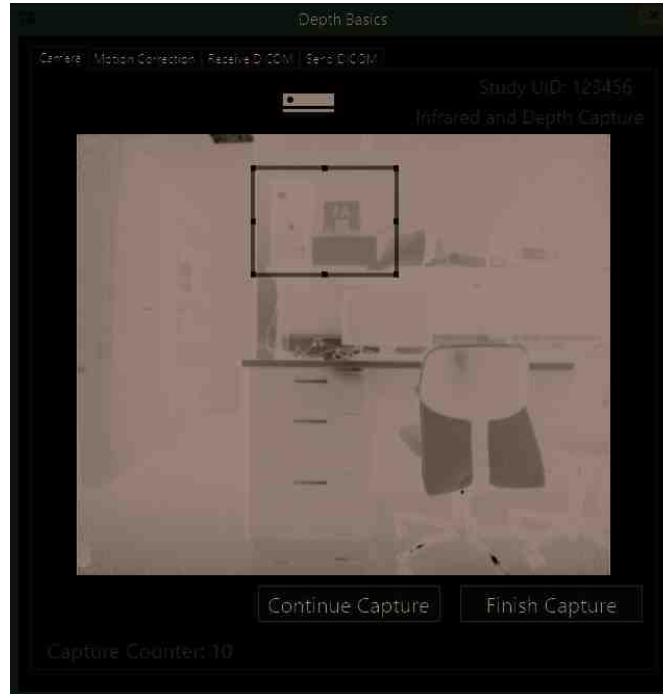 Depth Basics
Camera Motion Correction Receive DICOM Send DICOM
Study UID: 123456
Infrared and Depth Capture
Continue Capture Finish Capture
Capture Counter: 10